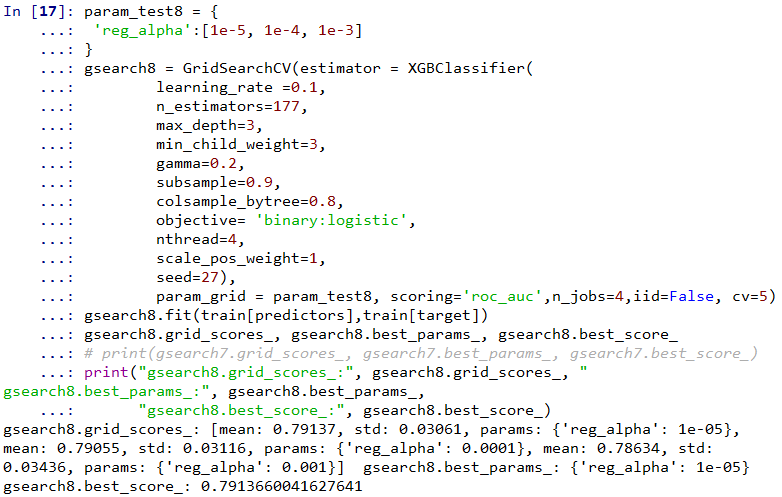 In [17]: param_test8 = {
    ...:  'reg_alpha':[1e-5, 1e-4, 1e-3]
    ...: }
    ...: gsearch8 = GridSearchCV(estimator = XGBClassifier(
    ...:         learning_rate =0.1,
    ...:         n_estimators=177,
    ...:         max_depth=3,
    ...:         min_child_weight=3,
    ...:         gamma=0.2,
    ...:         subsample=0.9,
    ...:         colsample_bytree=0.8,
    ...:         objective= 'binary:logistic',
    ...:         nthread=4,
    ...:         scale_pos_weight=1,
    ...:         seed=27),
    ...:         param_grid = param_test8, scoring='roc_auc',n_jobs=4,iid=False, cv=5)
    ...: gsearch8.fit(train[predictors],train[target])
    ...: gsearch8.grid_scores_, gsearch8.best_params_, gsearch8.best_score_
    ...: # print(gsearch7.grid_scores_, gsearch7.best_params_, gsearch7.best_score_)
    ...: print("gsearch8.grid_scores_:", gsearch8.grid_scores_, "
gsearch8.best_params_:", gsearch8.best_params_,
    ...:       "gsearch8.best_score_:", gsearch8.best_score_)
gsearch8.grid_scores_: [mean: 0.79137, std: 0.03061, params: {'reg_alpha': 1e-05},
mean: 0.79055, std: 0.03116, params: {'reg_alpha': 0.0001}, mean: 0.78634, std:
0.03436, params: {'reg_alpha': 0.001}]  gsearch8.best_params_: {'reg_alpha': 1e-05}
gsearch8.best_score_: 0.7913660041627641